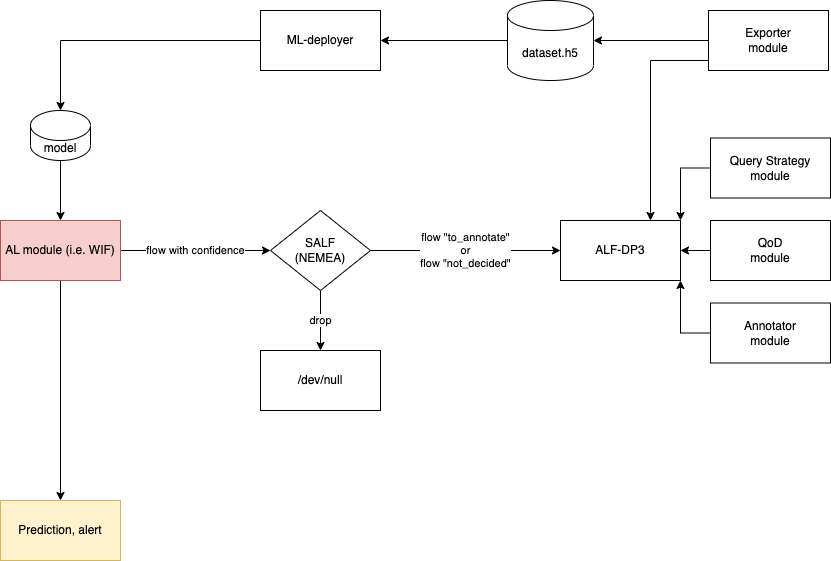 ML-deployer
dataset.h5
Exporter
module
model
Query Strategy
module
AL module (i.e. WIF)
flow with confidence
SALF
(NEMEA)
flow "to_annotate"
or
flow "not_decided"
ALF-DP3
QoD
module
drop
Annotator
module
/dev/null
Prediction, alert